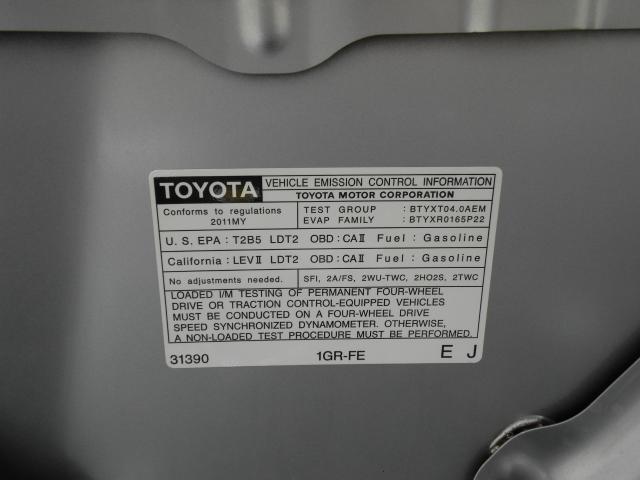 TOYOTA VEHICLE EMISSION CONTROL INFORMATION
TOYOTA MOTOR CORPORATION
Conforms to regulations
2011MY
TEST GROUP : BTYXT04.0AEM
EVAP FAMILY : BTYXR0165P22
U. S. EPA : T2B5 LDT2 OBD : CAⅡ Fuel : Gasoline
California : LEVⅡ LDT2 OBD : CAⅡ Fuel : Gasoline
No adjustments needed. SFI, 2A/FS, 2WU-TWC, 2HO2S, 2TWC
LOADED I/M TESTING OF PERMANENT FOUR-WHEEL
DRIVE OR TRACTION CONTROL-EQUIPPED VEHICLES
MUST BE CONDUCTED ON A FOUR-WHEEL DRIVE
SPEED SYNCHRONIZED DYNAMOMETER. OTHERWISE,
A NON-LOADED TEST PROCEDURE MUST BE PERFORMED.
31390 1GR-FE E J